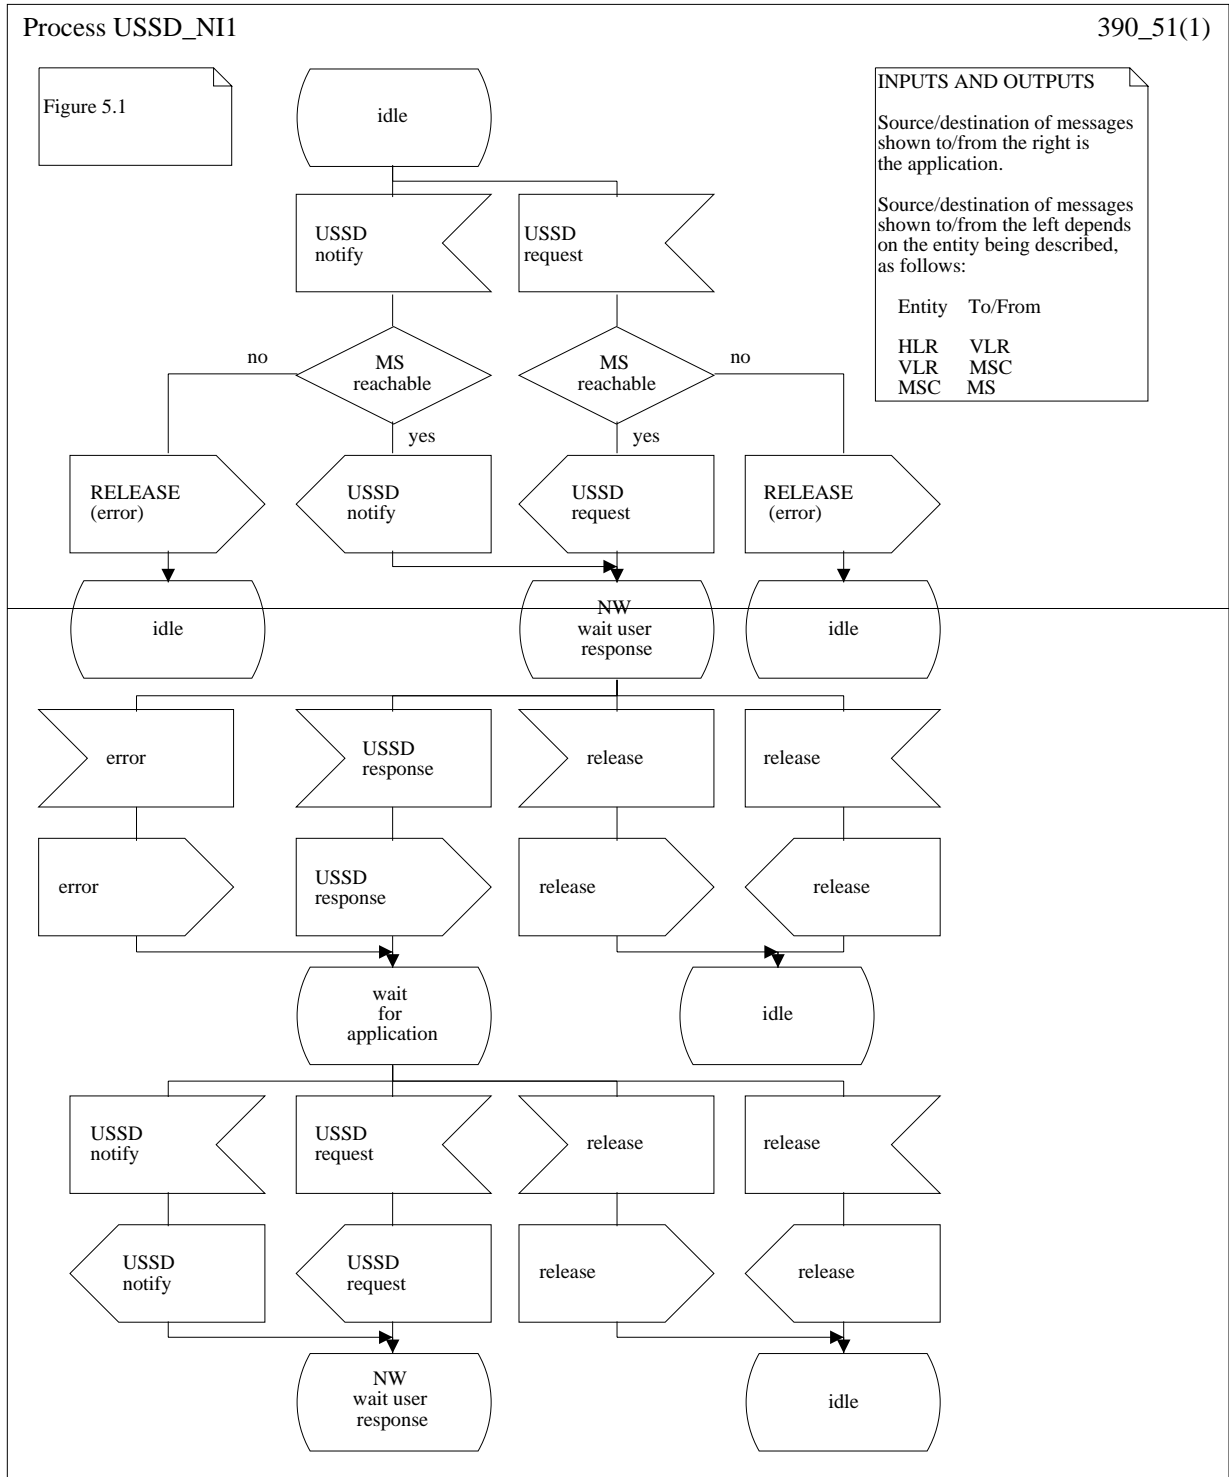 Process USSD_NI1
390_51(1)
Figure 5.1
idle
INPUTS AND OUTPUTS
Source/destination of messages
shown to/from the right is
the application.
Source/destination of messages
shown to/from the left depends
on the entity being described,
as follows:
Entity To/From
HLR VLR
VLR MSC
MSC MS
USSD
notify
USSD
request
no
MS
reachable
MS
reachable
no
yes
yes
RELEASE
(error)
USSD
notify
USSD
request
RELEASE
(error)
idle
NW
wait user
response
idle
error
USSD
response
release
release
error
USSD
response
release
release
wait
for
application
idle
USSD
notify
USSD
request
release
release
USSD
notify
USSD
request
release
release
NW
wait user
response
idle